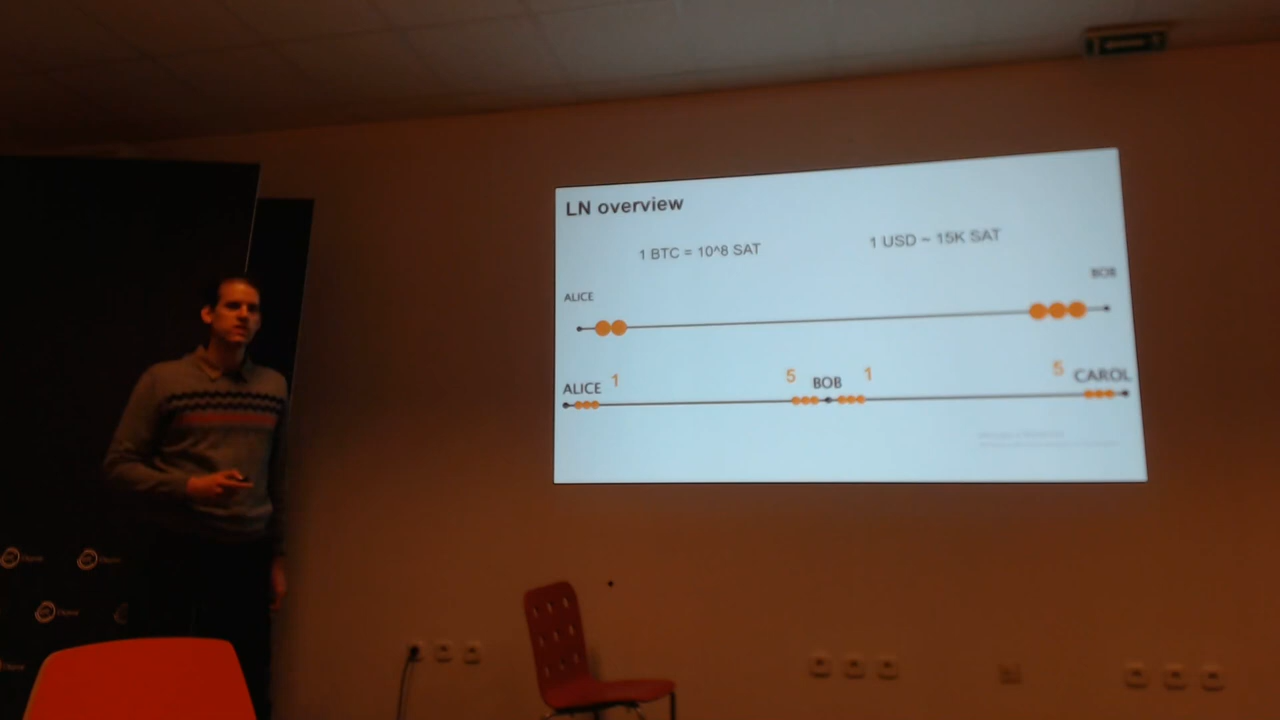 LN overview
1 BTC = 10^8 SAT
1 USD ~ 15K SAT
ALICE
BOB
ALICE 1
5 BOB 1
5 CAROL